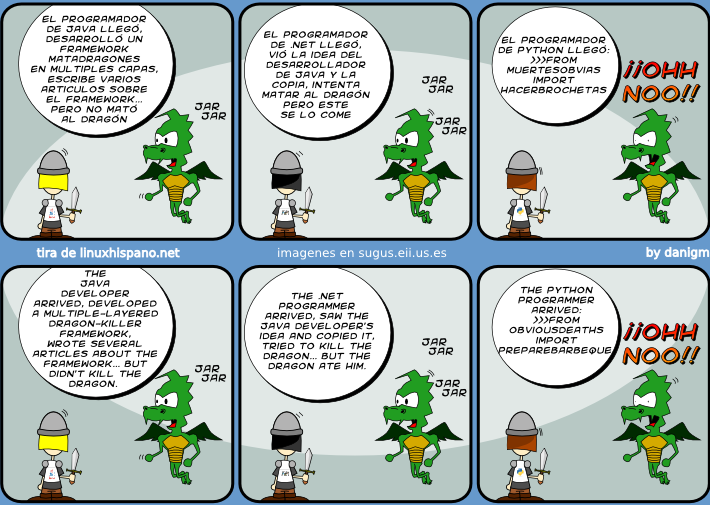 EL PROGRAMADOR
DE JAVA LLEGÓ,
DESARROLLÓ UN
FRAMEWORK
MATADRAGONES
EN MULTIPLES CAPAS,
ESCRIBE VARIOS
ARTICULOS SOBRE
EL FRAMEWORK...
PERO NO MATÓ
AL DRAGÓN
JAR
JAR
EL PROGRAMADOR
DE .NET LLEGÓ,
VIÓ LA IDEA DEL
DESARROLLADOR
DE JAVA Y LA
COPIA, INTENTA
MATAR AL DRAGÓN
PERO ESTE
SE LO COME
JAR
JAR
JAR
JAR
EL PROGRAMADOR
DE PYTHON LLEGÓ:
>>>FROM
MUERTESOBVIAS
IMPORT
HACERBROCHETAS
¡¡OHH
NOO!!
tira de linuxhispano.net
imagenes en sugus.eii.us.es
by danigm
THE
JAVA
DEVELOPER
ARRIVED, DEVELOPED
A MULTIPLE-LAYERED
DRAGON-KILLER
FRAMEWORK,
WROTE SEVERAL
ARTICLES ABOUT THE
FRAMEWORK... BUT
DIDN'T KILL THE
DRAGON.
JAR
JAR
THE .NET
PROGRAMMER
ARRIVED, SAW THE
JAVA DEVELOPER'S
IDEA AND COPIED IT,
TRIED TO KILL THE
DRAGON... BUT THE
DRAGON ATE HIM.
JAR
JAR
JAR
JAR
THE PYTHON
PROGRAMMER
ARRIVED:
>>>FROM
OBVIOUSDEATHS
IMPORT
PREPAREBARBEQUE
¡¡OHH
NOO!!